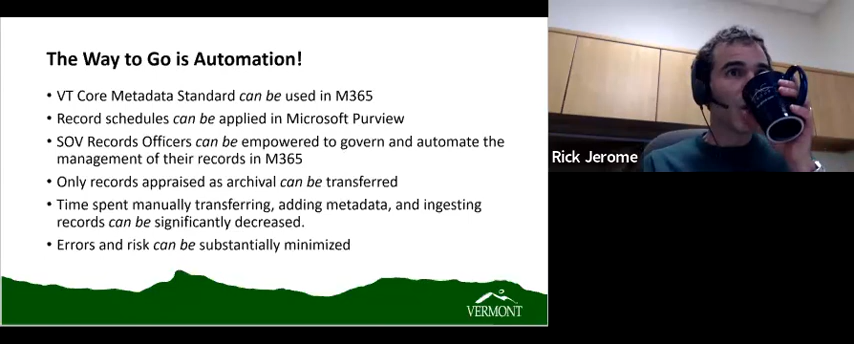 The Way to Go is Automation!
• VT Core Metadata Standard can be used in M365
• Record schedules can be applied in Microsoft Purview
• SOV Records Officers can be empowered to govern and automate the
management of their records in M365
• Only records appraised as archival can be transferred
• Time spent manually transferring, adding metadata, and ingesting
records can be significantly decreased.
• Errors and risk can be substantially minimized
VERMONT
Rick Jerome